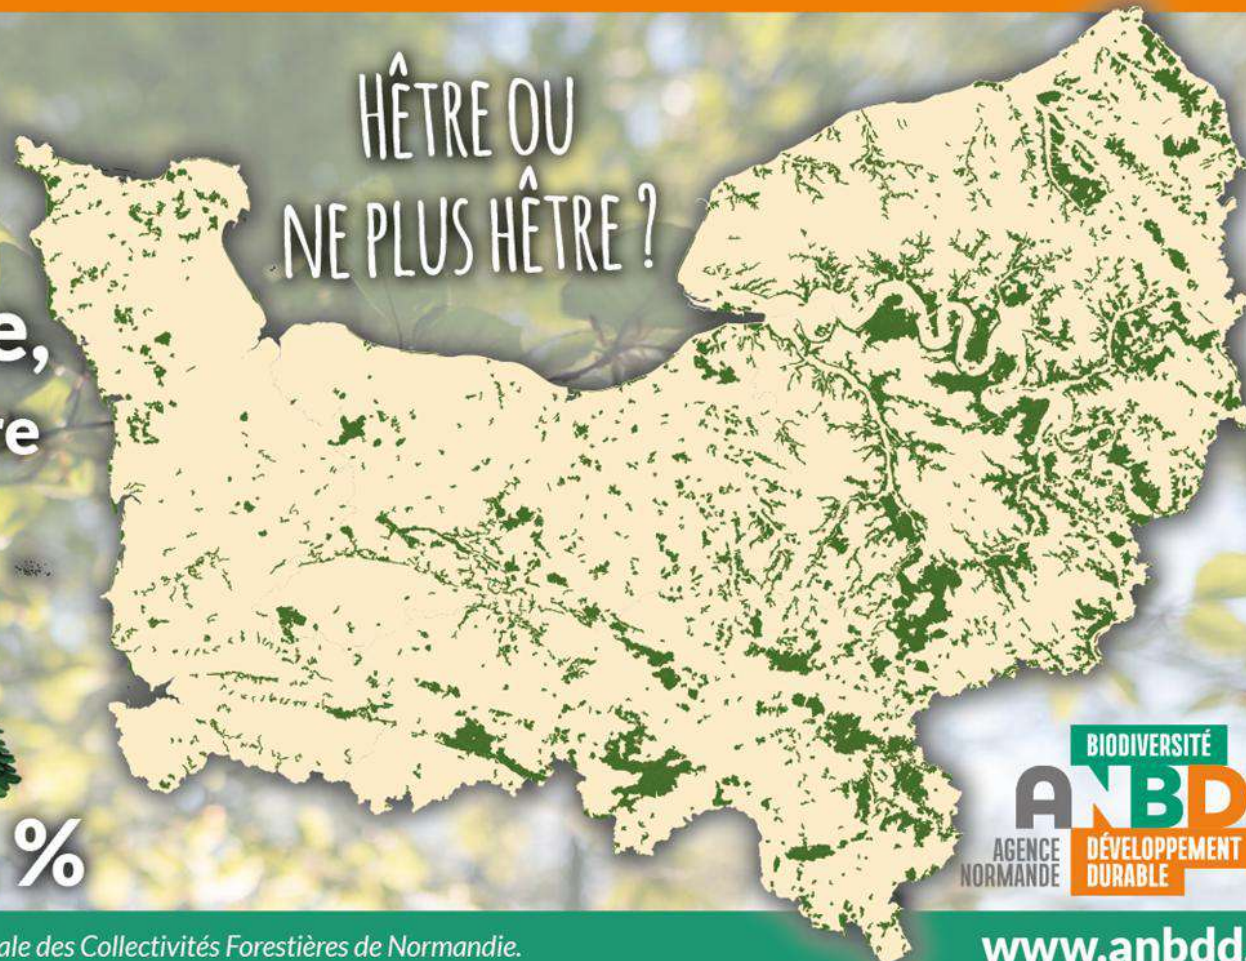 HÊTRE OU
NE PLUS HÊTRE ?
e,
re
%
BIODIVERSITÉ
ANBD
AGENCE
NORMANDE
DÉVELOPPEMENT
DURABLE
ale des Collectivités Forestières de Normandie.
www.anbdd